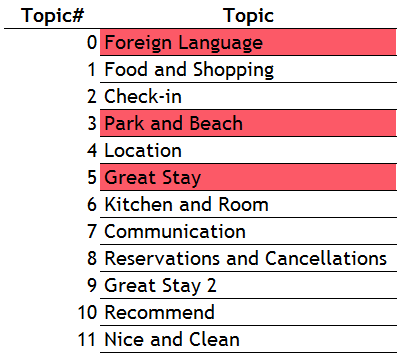 Topic# Topic
0 Foreign Language
1 Food and Shopping
2 Check-in
3 Park and Beach
4 Location
5 Great Stay
6 Kitchen and Room
7 Communication
8 Reservations and Cancellations
9 Great Stay 2
10 Recommend
11 Nice and Clean